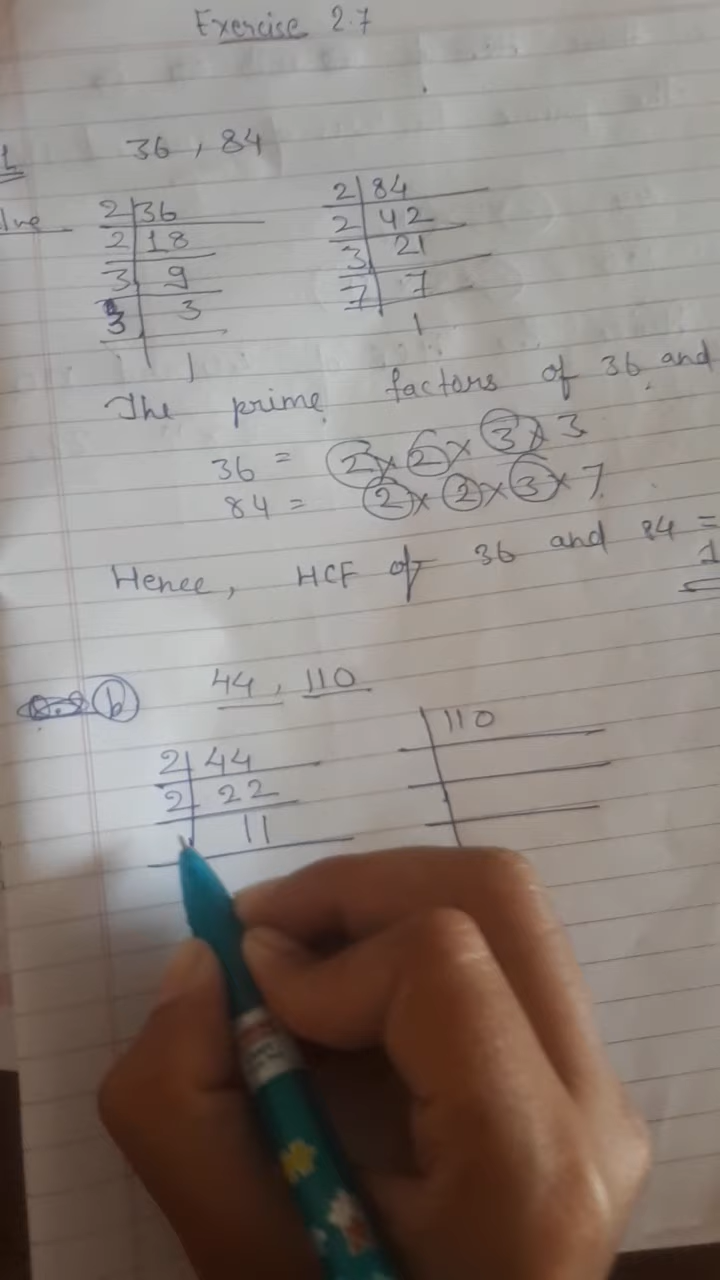 Exercise 2.7
1 36, 84
2|36 2|84
2|18 2|42
3|9 3|21
3|3 7|7
1 1
The prime factors of 36 and
36 = 2 x 2 x 3 x 3
84 = 2 x 2 x 3 x 7
Hence, HCF of 36 and 84 =
1
(b) 44, 110
2|44 |110
2|22
|11